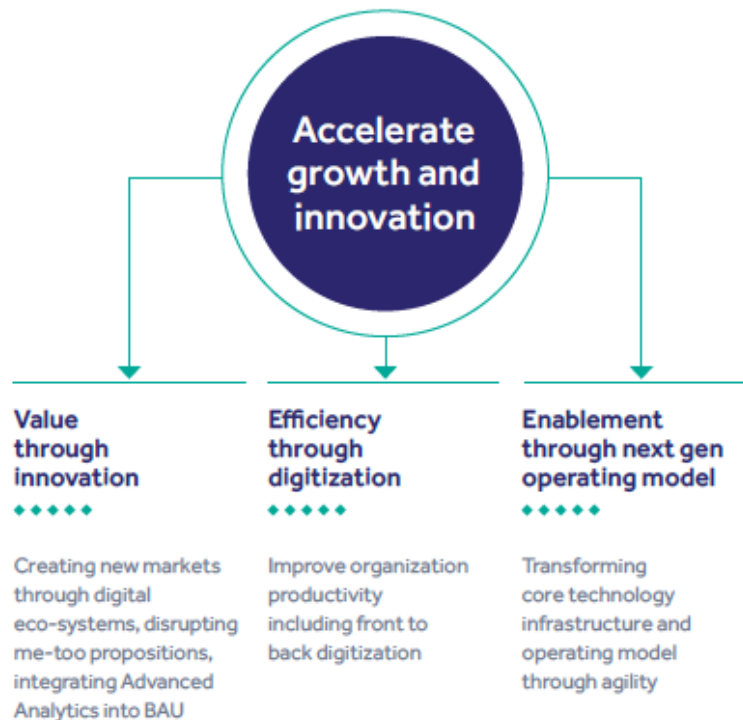 Accelerate
growth and
innovation
Value
through
innovation
Creating new markets
through digital
eco-systems, disrupting
me-too propositions,
integrating Advanced
Analytics into BAU
Efficiency
through
digitization
Improve organization
productivity
including front to
back digitization
Enablement
through next gen
operating model
Transforming
core technology
infrastructure and
operating model
through agility